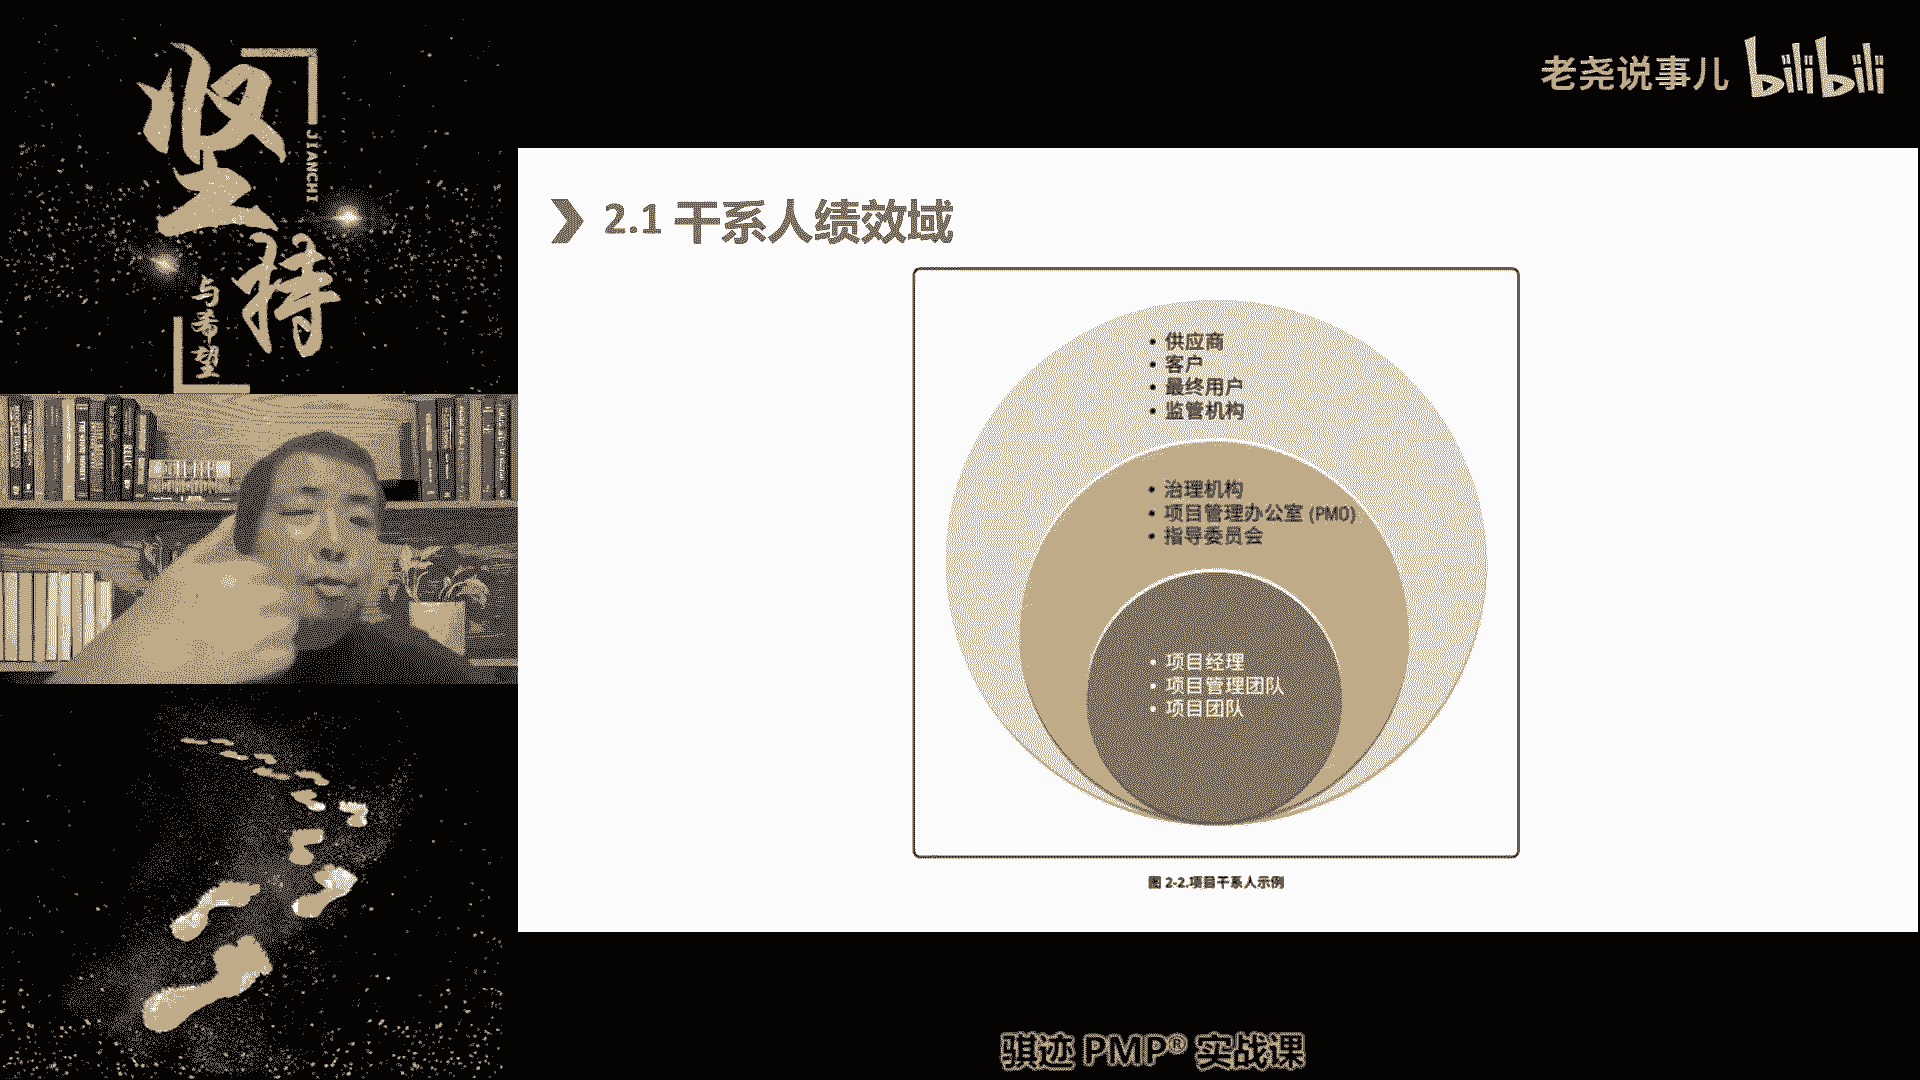 坚持
JIANCHI
与希望
老尧说事儿 bilibili
2.1 干系人绩效域
• 供应商
• 客户
• 最终用户
• 监管机构
• 治理机构
• 项目管理办公室 (PMO)
• 指导委员会
• 项目经理
• 项目管理团队
• 项目团队
图 2-2.项目干系人示例
骐迹 PMP® 实战课